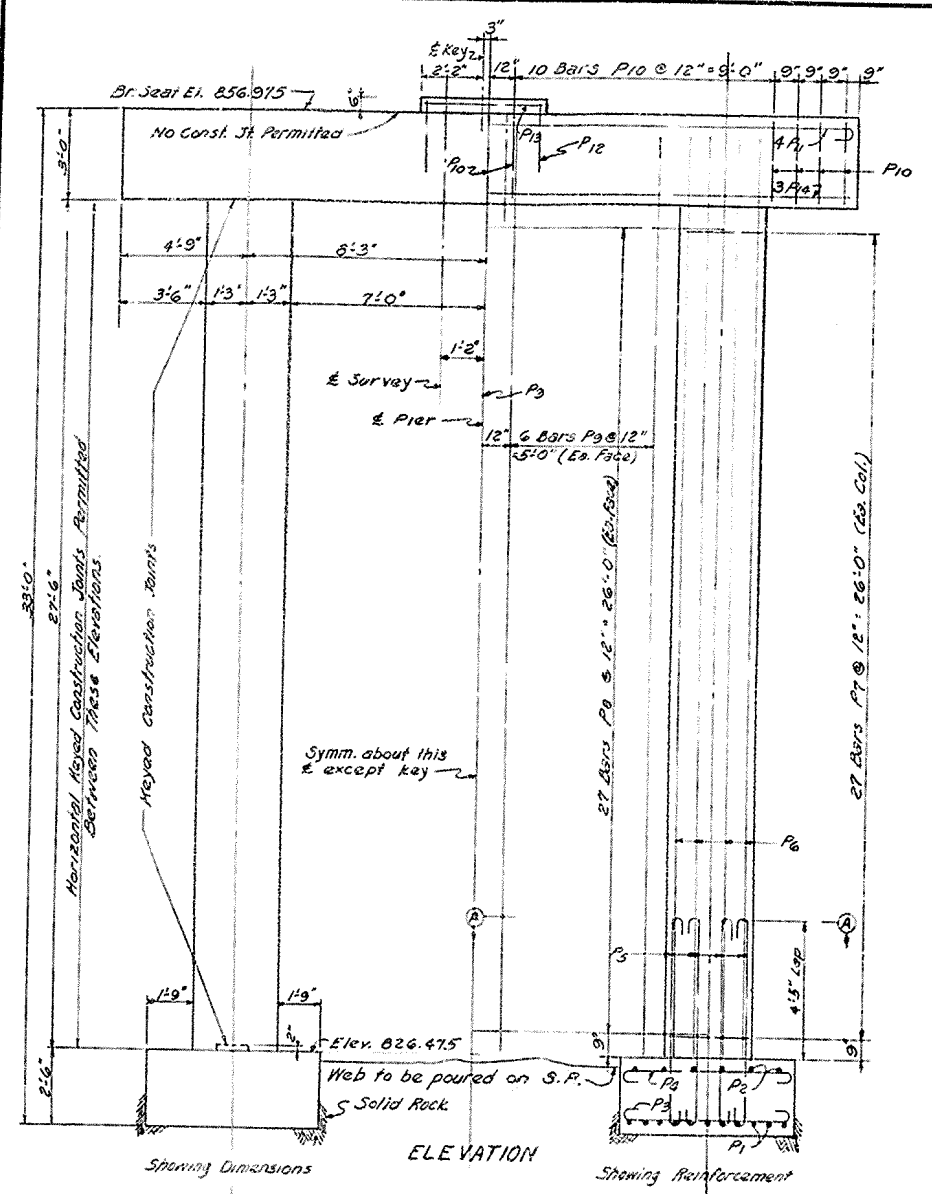 3"
℄ Key
2'-2"
12"
10 Bars P10 @ 12" = 9'-0"
9" 9" 9" 9"
Br. Seat El. 856.975
6"
No Const. Jt. Permitted
P13
P12
P102
4 P11
P10
3 P14
3'-0"
4'-9"
3'-6"
1'-3"
1'-3"
7'-0"
1'-2"
℄ Survey
P9
℄ Pier
12"
6 Bars P9 @ 12"
=5'-0" (Ea. Face)
33'-0"
27'-6"
Horizontal Keyed Construction Joints Permitted
Between These Elevations.
Keyed Construction Joints
27 Bars P8 @ 12" = 26'-0" (Ea. Face)
27 Bars P7 @ 12" = 26'-0" (Ea. Col.)
Symm. about this
℄ except key
P6
A
A
P5
4'-5" Lap
1'-9"
1'-9"
2"
Elev. 826.475
9"
9"
Web to be poured on S.F.
2'-6"
Solid Rock
P4
P2
P3
P1
ELEVATION
Showing Dimensions
Showing Reinforcement